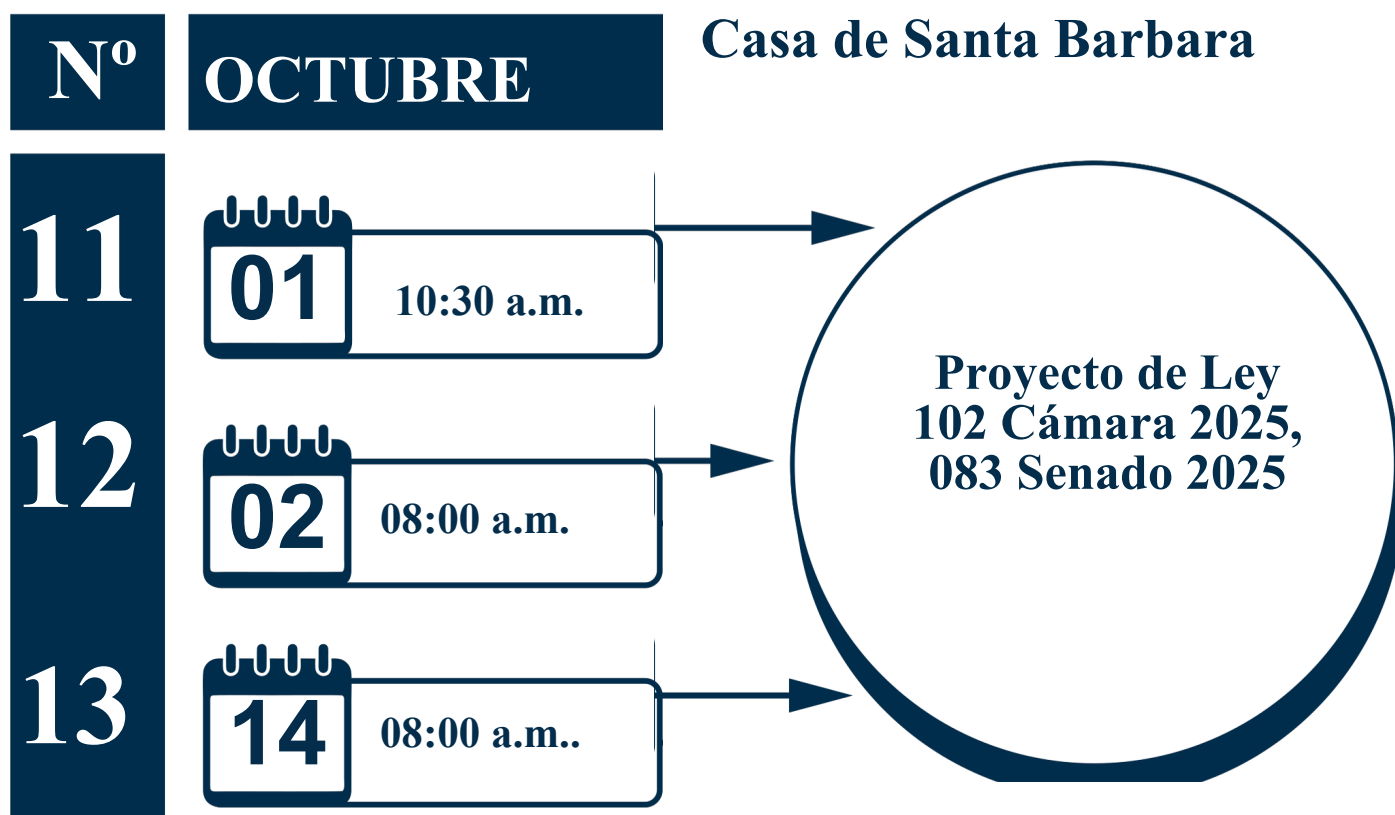 Nº
OCTUBRE
Casa de Santa Barbara
11
01
10:30 a.m.
12
02
08:00 a.m.
13
14
08:00 a.m..
Proyecto de Ley
102 Cámara 2025,
083 Senado 2025